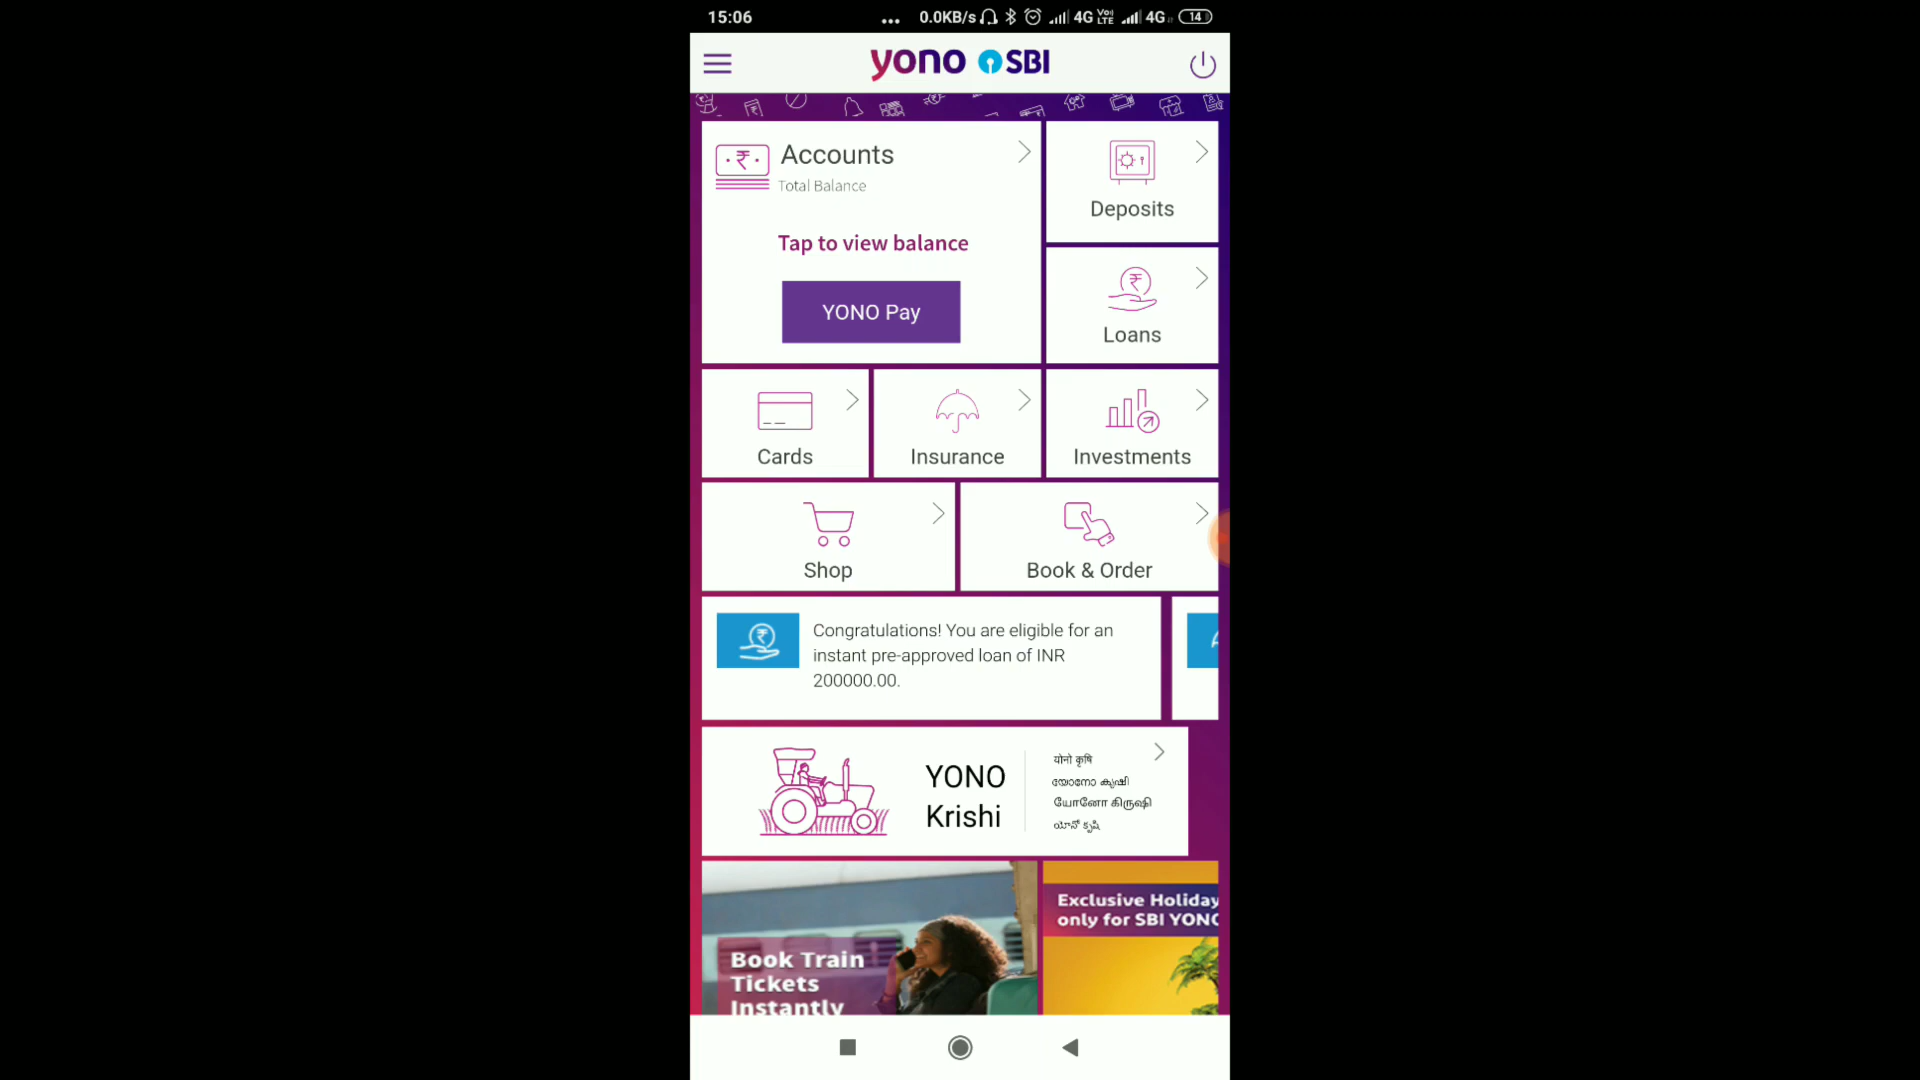 15:06
... 0.0KB/s 4G Vo)) LTE 4G 14
yono SBI
Accounts
Total Balance
Tap to view balance
YONO Pay
Deposits
Loans
Cards
Insurance
Investments
Shop
Book & Order
Congratulations! You are eligible for an
instant pre-approved loan of INR
200000.00.
YONO
Krishi
योनो कृषि
യോനോ കൃഷി
யோனோ கிருஷி
యోనో కృషి
Book Train
Tickets
Instantly
Exclusive Holiday
only for SBI YONO